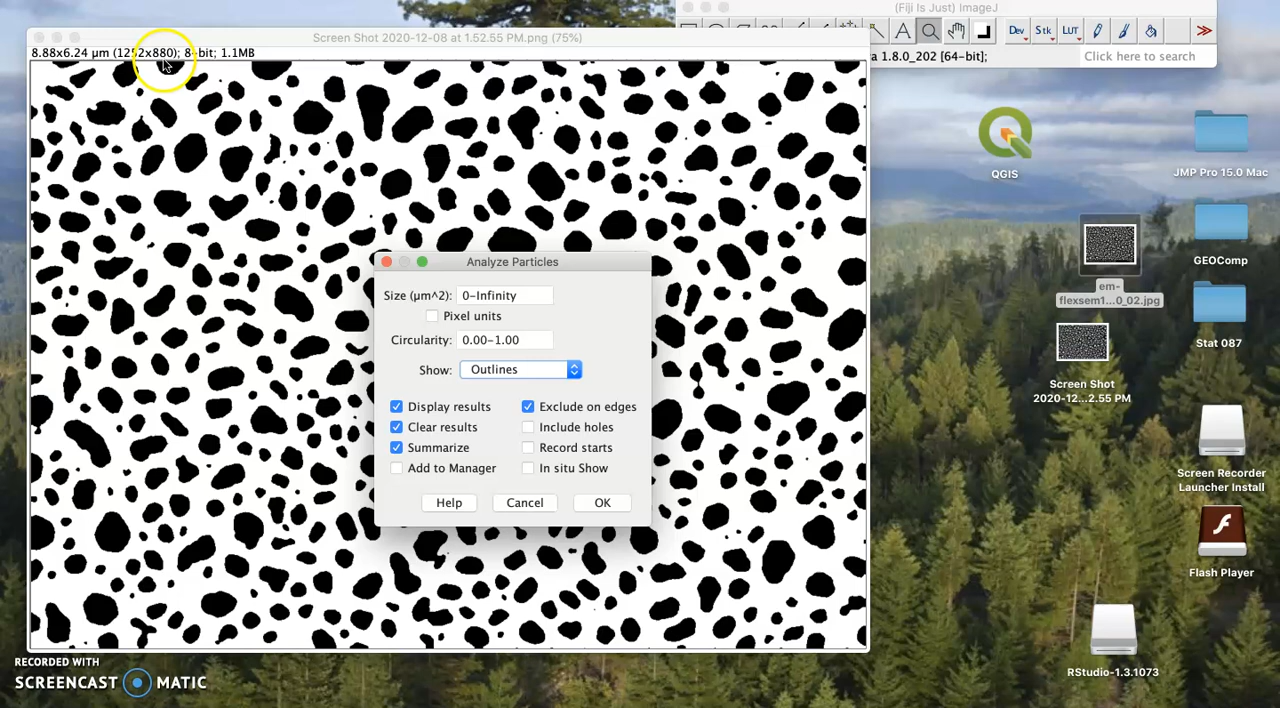 (Fiji Is Just) ImageJ
Screen Shot 2020-12-08 at 1.52.55 PM.png (75%)
8.88x6.24 µm (1252x880); 8-bit; 1.1MB
Dev
Stk
LUT
a 1.8.0_202 [64-bit];
Click here to search
QGIS
JMP Pro 15.0 Mac
GEOComp
em-
flexsem1...0_02.jpg
Stat 087
Screen Shot
2020-12...2.55 PM
Screen Recorder
Launcher Install
Flash Player
RStudio-1.3.1073
Analyze Particles
Size (µm^2): 0-Infinity
Pixel units
Circularity: 0.00-1.00
Show: Outlines
Display results
Exclude on edges
Clear results
Include holes
Summarize
Record starts
Add to Manager
In situ Show
Help
Cancel
OK
RECORDED WITH
SCREENCAST MATIC